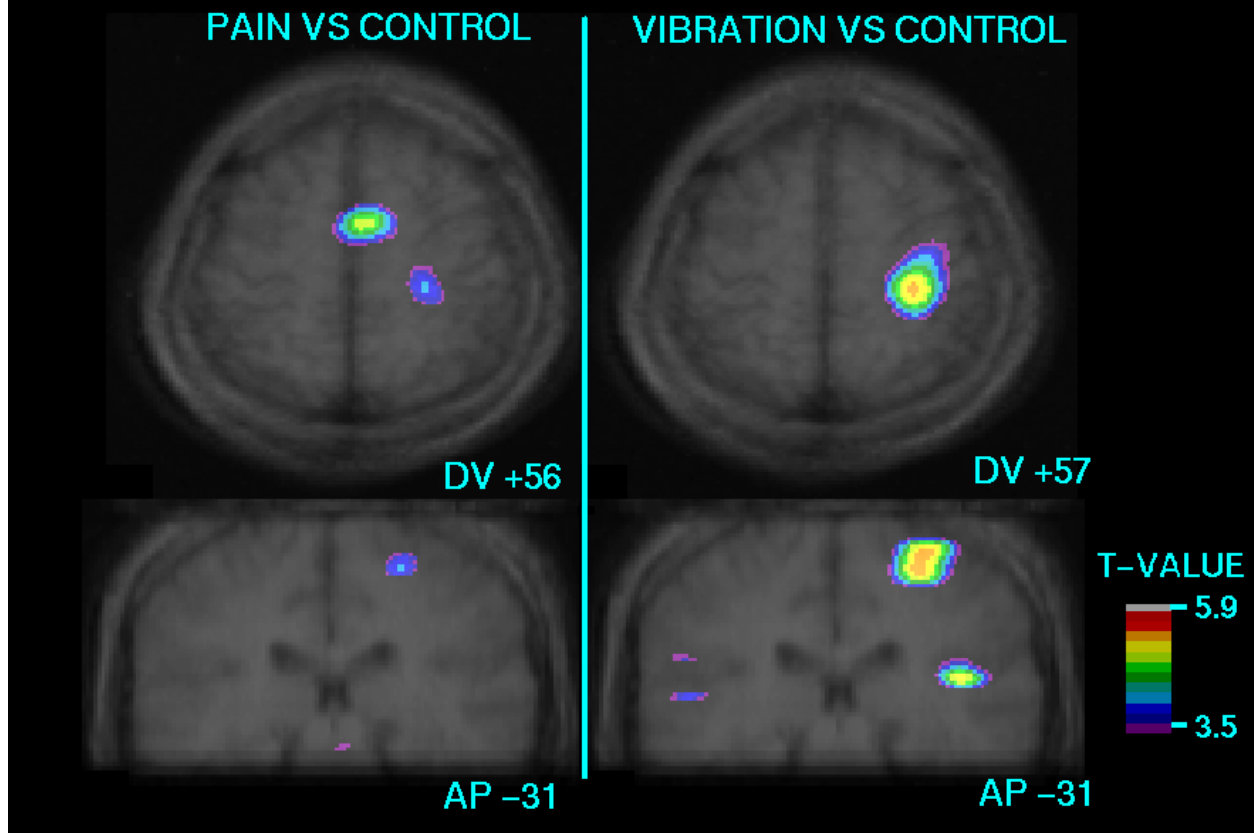 PAIN VS CONTROL
VIBRATION VS CONTROL
DV +56
DV +57
AP −31
AP −31
T−VALUE
5.9
3.5